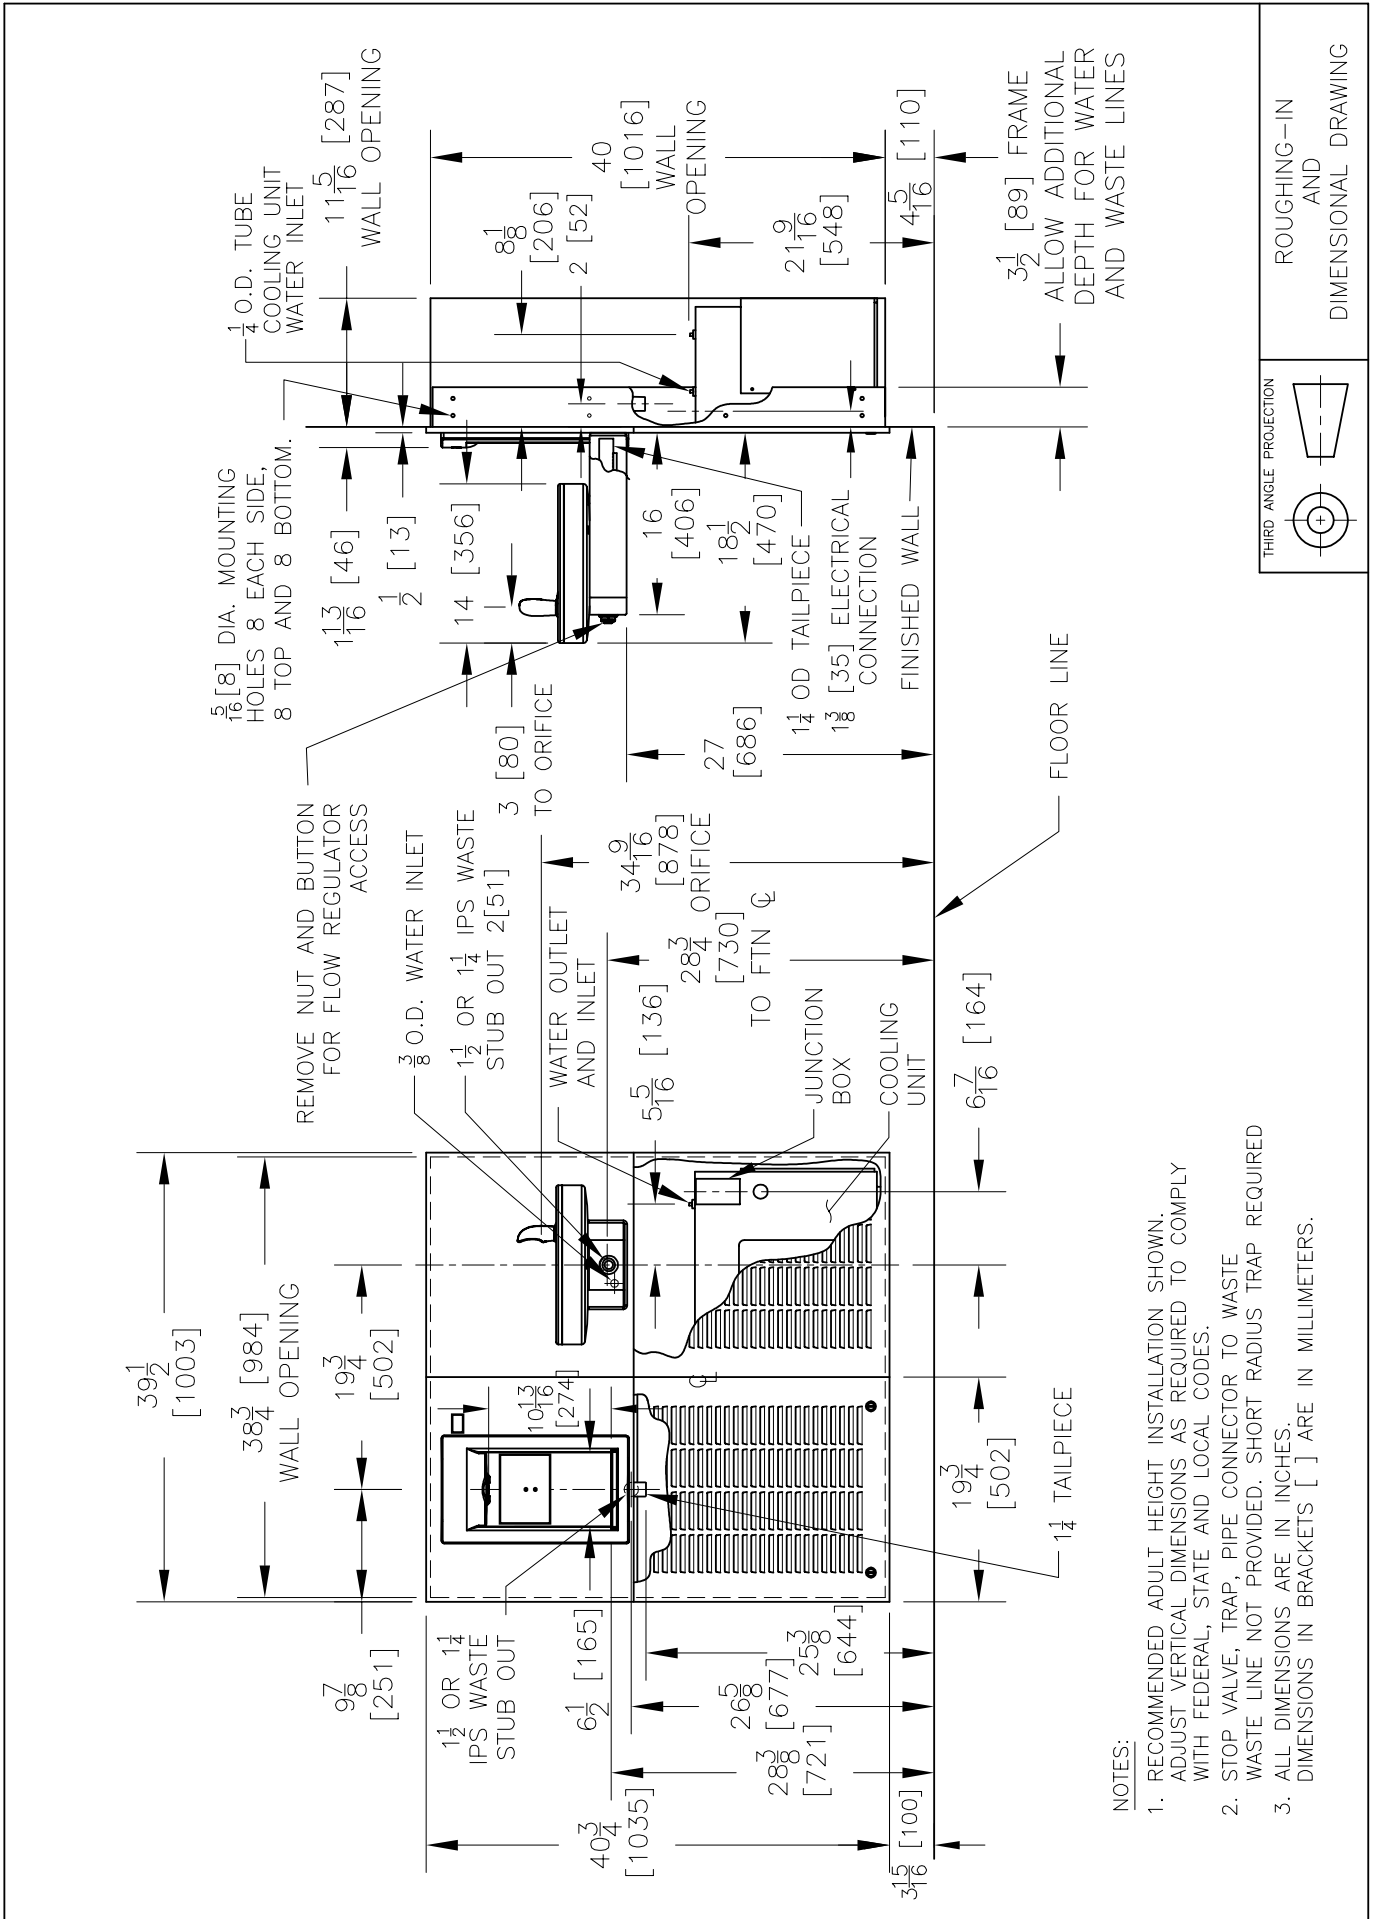 39 1/2
[1003]
38 3/4 [984]
WALL OPENING
19 3/4
[502]
9 7/8
[251]
REMOVE NUT AND BUTTON
FOR FLOW REGULATOR
ACCESS
3/8 O.D. WATER INLET
1 1/2 OR 1 1/4 IPS WASTE
STUB OUT 2[51]
WATER OUTLET
AND INLET
5 5/16 [136]
JUNCTION
BOX
COOLING
UNIT
6 7/16 [164]
1 1/2 OR 1 1/4
IPS WASTE
STUB OUT
6 1/2 [165]
10 13/16
[274]
℄
40 3/4
[1035]
28 3/8
[721]
26 5/8
[677]
25 3/8
[644]
3 15/16 [100]
19 3/4
[502]
1 1/4 TAILPIECE
5/16[8] DIA. MOUNTING
HOLES 8 EACH SIDE,
8 TOP AND 8 BOTTOM.
1/4 O.D. TUBE
COOLING UNIT
WATER INLET
11 5/16 [287]
WALL OPENING
1 13/16 [46]
1/2 [13]
14 [356]
3 [80]
TO ORIFICE
8 1/8
[206]
2 [52]
40
[1016]
WALL
OPENING
21 9/16
[548]
4 5/16 [110]
16
[406]
18 1/2
[470]
27
[686]
34 9/16
[878]
ORIFICE
28 3/4
[730]
TO FTN ℄
1 1/4 OD TAILPIECE
1 3/8 [35] ELECTRICAL
CONNECTION
FINISHED WALL
3 1/2 [89] FRAME
ALLOW ADDITIONAL
DEPTH FOR WATER
AND WASTE LINES
FLOOR LINE
NOTES:
1. RECOMMENDED ADULT HEIGHT INSTALLATION SHOWN.
ADJUST VERTICAL DIMENSIONS AS REQUIRED TO COMPLY
WITH FEDERAL, STATE AND LOCAL CODES.
2. STOP VALVE, TRAP, PIPE CONNECTOR TO WASTE
WASTE LINE NOT PROVIDED. SHORT RADIUS TRAP REQUIRED
3. ALL DIMENSIONS ARE IN INCHES.
DIMENSIONS IN BRACKETS [ ] ARE IN MILLIMETERS.
THIRD ANGLE PROJECTION
ROUGHING-IN
AND
DIMENSIONAL DRAWING